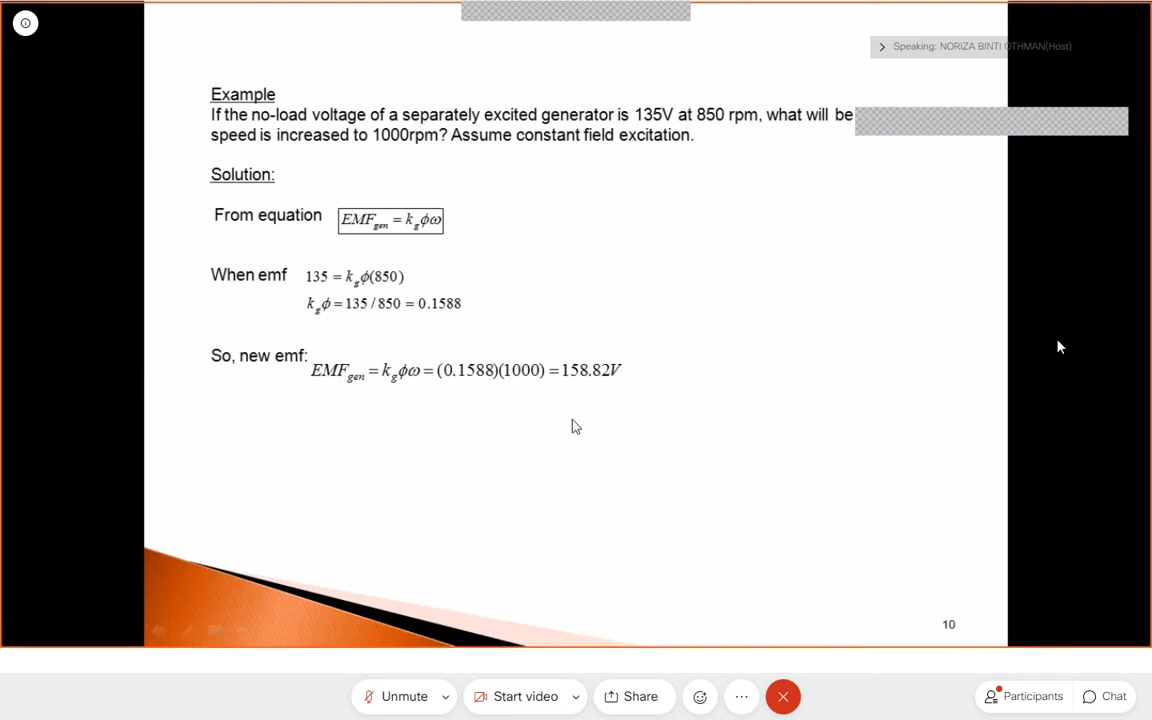 Speaking: NORIZA BINTI OTHMAN(Host)
Example
If the no-load voltage of a separately excited generator is 135V at 850 rpm, what will be
speed is increased to 1000rpm? Assume constant field excitation.
Solution:
From equation EMF_gen = k_g ϕω
When emf 135 = k_g ϕ(850)
k_g ϕ = 135 / 850 = 0.1588
So, new emf:
EMF_gen = k_g ϕω = (0.1588)(1000) = 158.82V
10
Unmute Start video Share ... Participants Chat